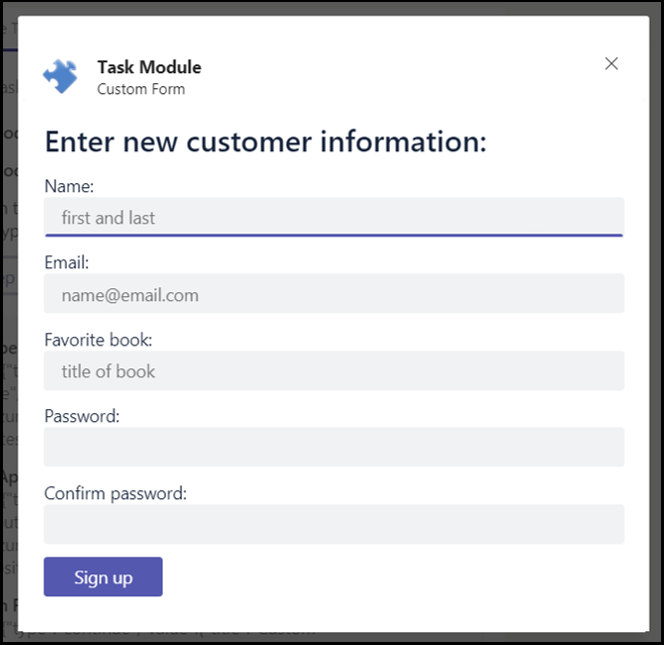 Task Module
Custom Form
Enter new customer information:
Name:
first and last
Email:
name@email.com
Favorite book:
title of book
Password:
Confirm password:
Sign up